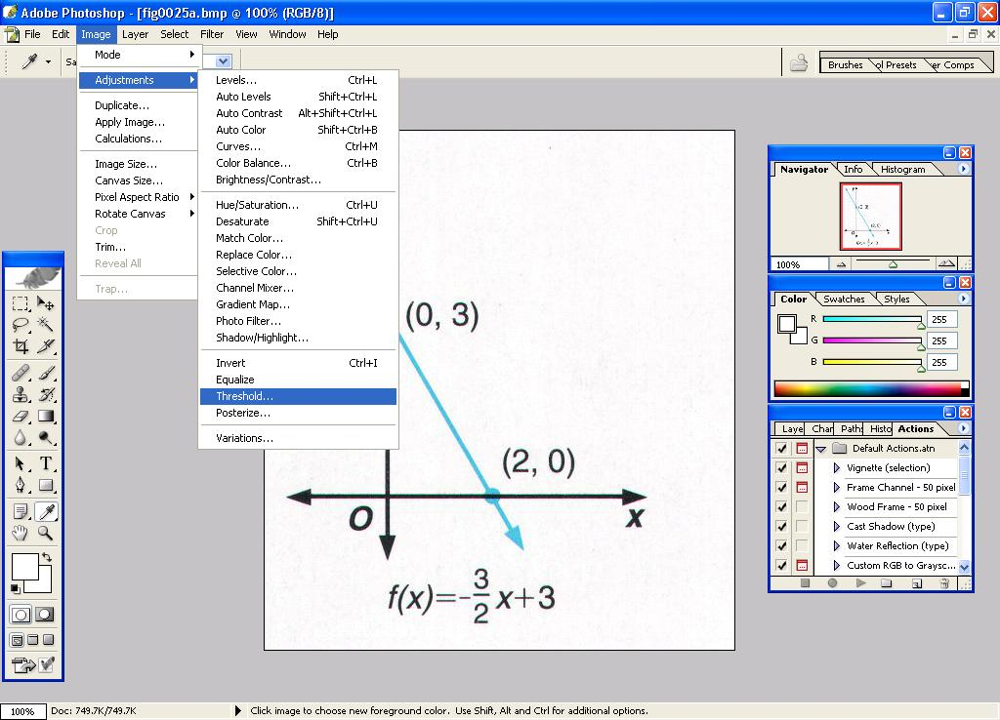 Adobe Photoshop - [fig0025a.bmp @ 100% (RGB/8)]
File Edit Image Layer Select Filter View Window Help
Sa
Brushes ol Presets er Comps
Mode
Adjustments
Duplicate...
Apply Image...
Calculations...
Image Size...
Canvas Size...
Pixel Aspect Ratio
Rotate Canvas
Crop
Trim...
Reveal All
Trap...
Levels... Ctrl+L
Auto Levels Shift+Ctrl+L
Auto Contrast Alt+Shift+Ctrl+L
Auto Color Shift+Ctrl+B
Curves... Ctrl+M
Color Balance... Ctrl+B
Brightness/Contrast...
Hue/Saturation... Ctrl+U
Desaturate Shift+Ctrl+U
Match Color...
Replace Color...
Selective Color...
Channel Mixer...
Gradient Map...
Photo Filter...
Shadow/Highlight...
Invert Ctrl+I
Equalize
Threshold...
Posterize...
Variations...
(0, 3)
(2, 0)
O
x
f(x)=-3/2 x+3
Navigator Info Histogram
100%
Color Swatches Styles
R 255
G 255
B 255
Laye Char Paths Histo Actions
Default Actions.atn
Vignette (selection)
Frame Channel - 50 pixel
Wood Frame - 50 pixel
Cast Shadow (type)
Water Reflection (type)
Custom RGB to Graysc...
100% Doc: 749.7K/749.7K Click image to choose new foreground color. Use Shift, Alt and Ctrl for additional options.